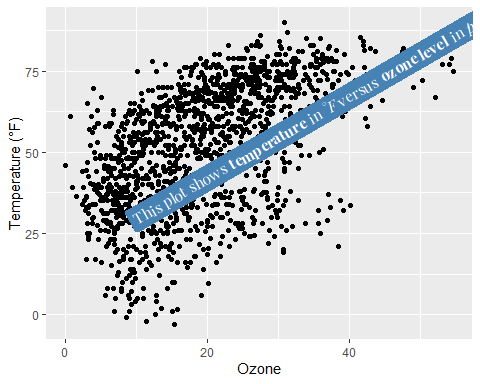 This plot shows temperature in °F versus ozone level in
75
50
25
0
0 20 40
Temperature (°F)
Ozone